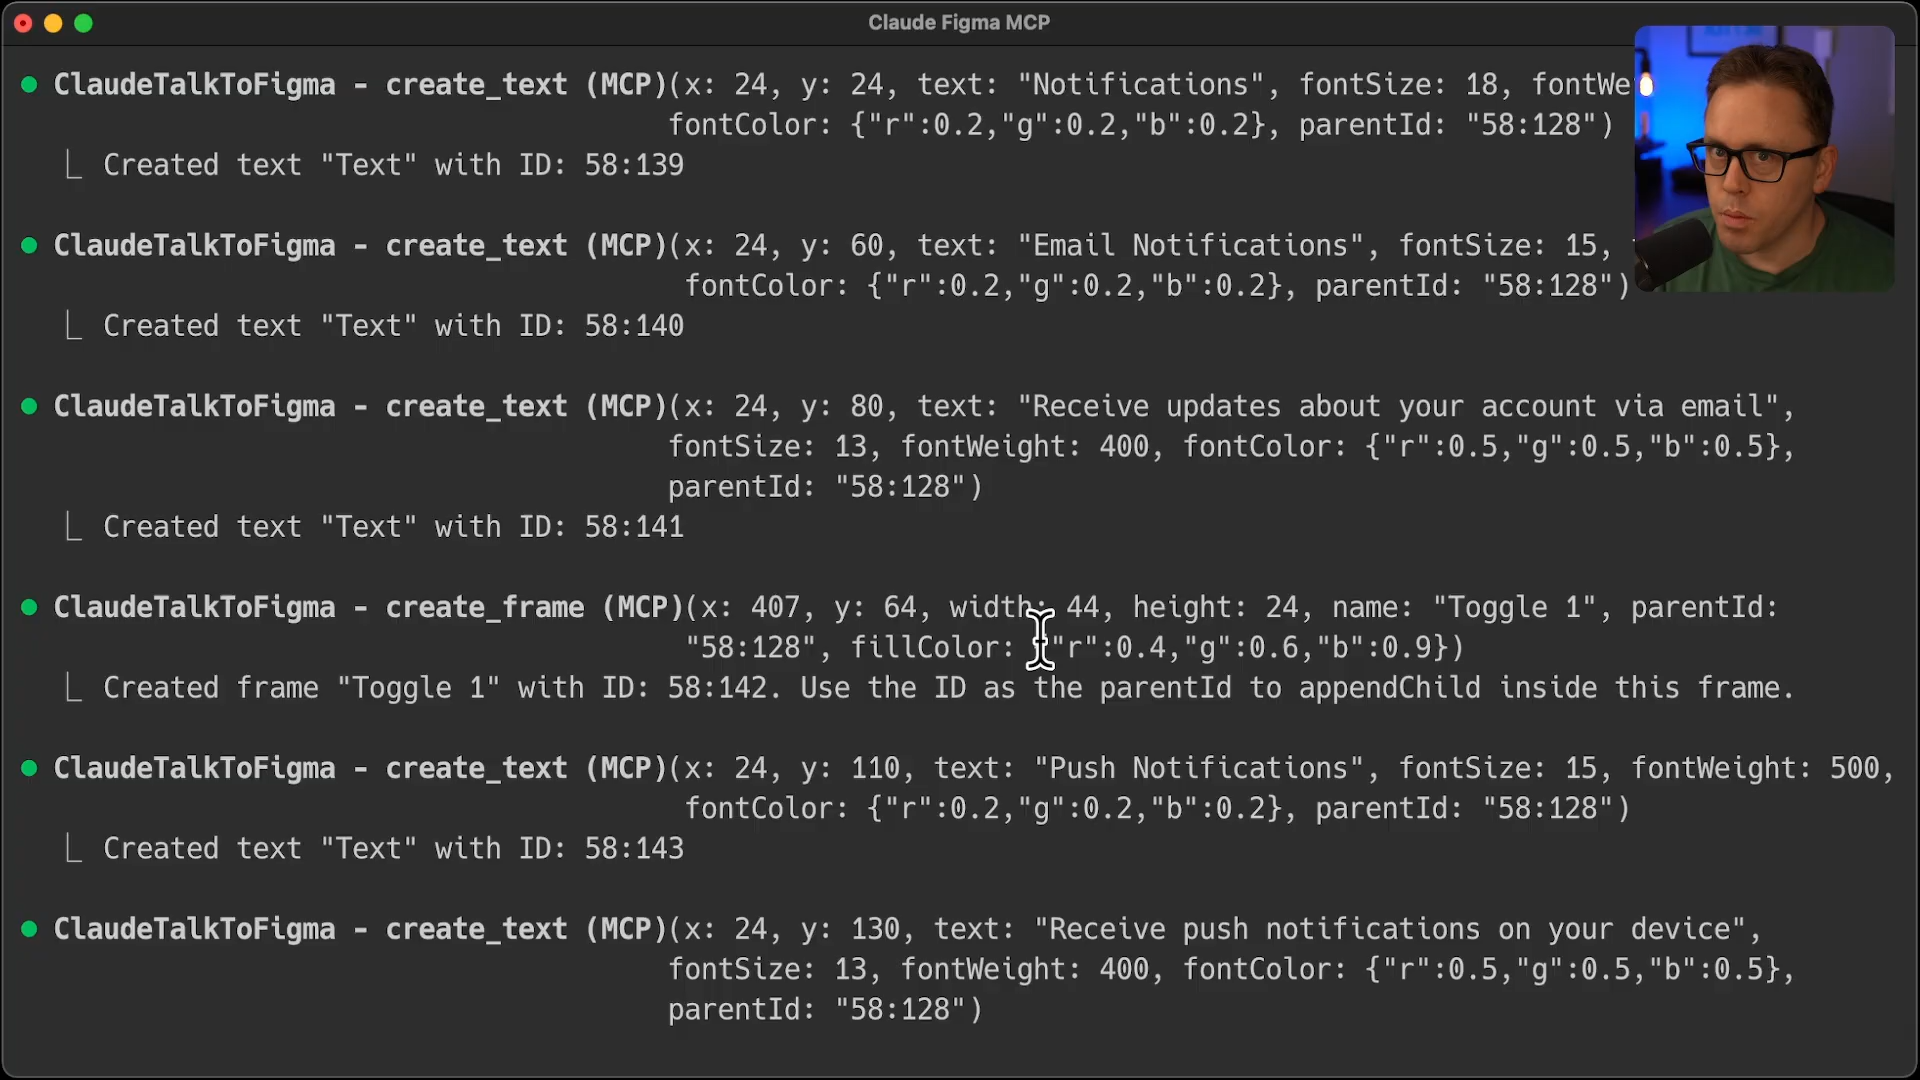 Claude Figma MCP
ClaudeTalkToFigma - create_text (MCP)(x: 24, y: 24, text: "Notifications", fontSize: 18, fontWe
fontColor: {"r":0.2,"g":0.2,"b":0.2}, parentId: "58:128")
Created text "Text" with ID: 58:139
ClaudeTalkToFigma - create_text (MCP)(x: 24, y: 60, text: "Email Notifications", fontSize: 15,
fontColor: {"r":0.2,"g":0.2,"b":0.2}, parentId: "58:128")
Created text "Text" with ID: 58:140
ClaudeTalkToFigma - create_text (MCP)(x: 24, y: 80, text: "Receive updates about your account via email",
fontSize: 13, fontWeight: 400, fontColor: {"r":0.5,"g":0.5,"b":0.5},
parentId: "58:128")
Created text "Text" with ID: 58:141
ClaudeTalkToFigma - create_frame (MCP)(x: 407, y: 64, width: 44, height: 24, name: "Toggle 1", parentId:
"58:128", fillColor: {"r":0.4,"g":0.6,"b":0.9})
Created frame "Toggle 1" with ID: 58:142. Use the ID as the parentId to appendChild inside this frame.
ClaudeTalkToFigma - create_text (MCP)(x: 24, y: 110, text: "Push Notifications", fontSize: 15, fontWeight: 500,
fontColor: {"r":0.2,"g":0.2,"b":0.2}, parentId: "58:128")
Created text "Text" with ID: 58:143
ClaudeTalkToFigma - create_text (MCP)(x: 24, y: 130, text: "Receive push notifications on your device",
fontSize: 13, fontWeight: 400, fontColor: {"r":0.5,"g":0.5,"b":0.5},
parentId: "58:128")